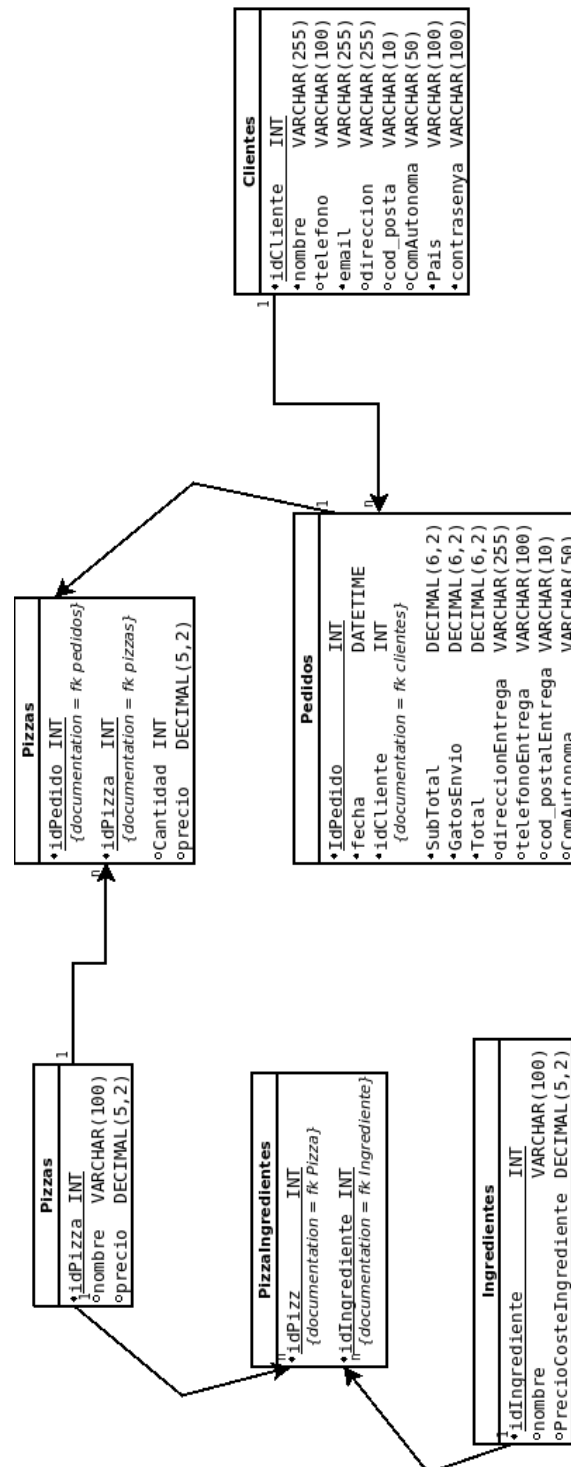 Pizzas
idPizza INT
nombre VARCHAR(100)
precio DECIMAL(5,2)
1
1
Pizzas
idPedido INT
{documentation = fk pedidos}
idPizza INT
{documentation = fk pizzas}
Cantidad INT
precio DECIMAL(5,2)
n
Clientes
idCliente INT
nombre VARCHAR(255)
telefono VARCHAR(100)
email VARCHAR(255)
direccion VARCHAR(255)
cod_posta VARCHAR(10)
ComAutonoma VARCHAR(50)
Pais VARCHAR(100)
contrasenya VARCHAR(100)
1
PizzaIngredientes
idPizz INT
{documentation = fk Pizza}
idIngrediente INT
{documentation = fk Ingrediente}
n
n
Pedidos
IdPedido INT
fecha DATETIME
idCliente INT
{documentation = fk clientes}
SubTotal DECIMAL(6,2)
GatosEnvio DECIMAL(6,2)
Total DECIMAL(6,2)
direccionEntrega VARCHAR(255)
telefonoEntrega VARCHAR(100)
cod_postalEntrega VARCHAR(10)
ComAutonoma VARCHAR(50)
1
n
Ingredientes
idIngrediente INT
nombre VARCHAR(100)
PrecioCosteIngrediente DECIMAL(5,2)
1